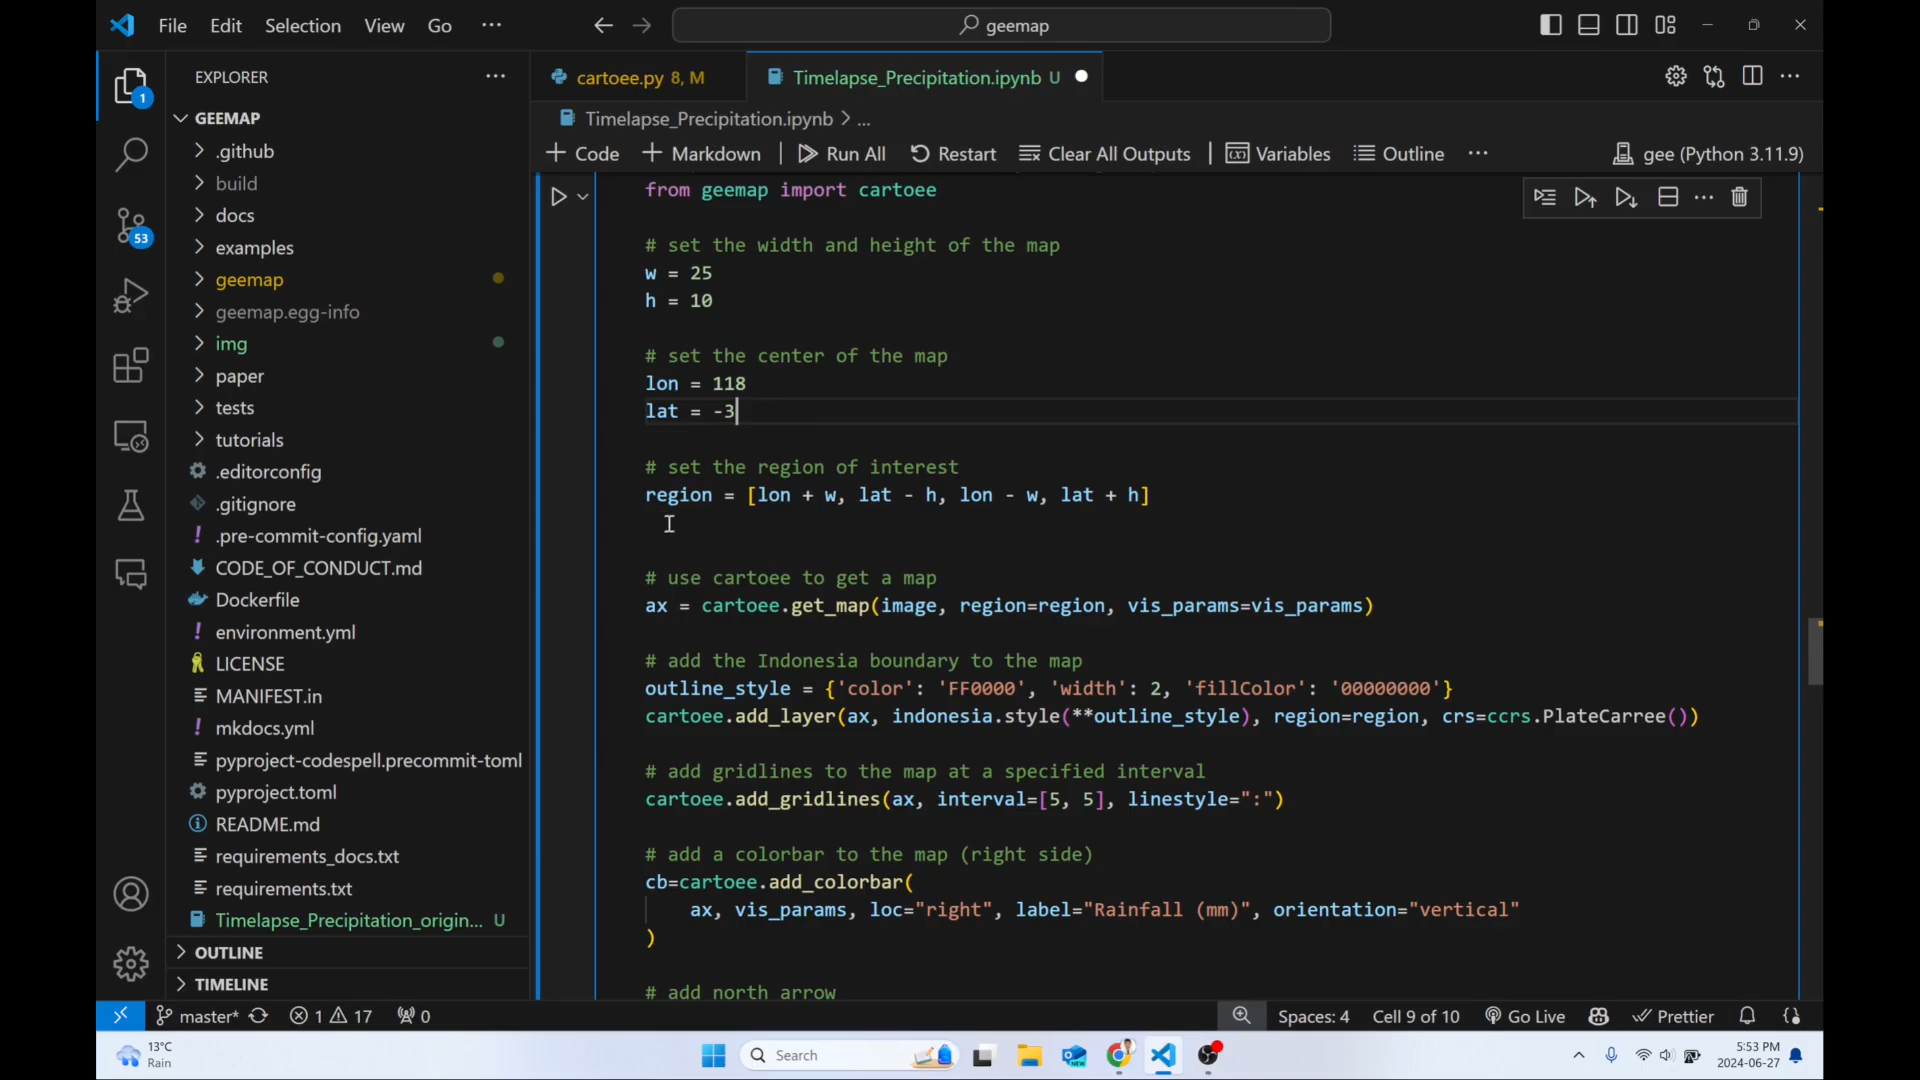 File Edit Selection View Go ···
geemap
EXPLORER ···
GEEMAP
.github
build
docs
examples
geemap
geemap.egg-info
img
paper
tests
tutorials
.editorconfig
.gitignore
! .pre-commit-config.yaml
CODE_OF_CONDUCT.md
Dockerfile
! environment.yml
LICENSE
MANIFEST.in
! mkdocs.yml
pyproject-codespell.precommit-toml
pyproject.toml
README.md
requirements_docs.txt
requirements.txt
Timelapse_Precipitation_origin... U
OUTLINE
TIMELINE
1
53
cartoee.py 8, M
Timelapse_Precipitation.ipynb U
Timelapse_Precipitation.ipynb > ...
+ Code + Markdown | Run All Restart Clear All Outputs | Variables Outline ··· gee (Python 3.11.9)
from geemap import cartoee
# set the width and height of the map
w = 25
h = 10
# set the center of the map
lon = 118
lat = -3
# set the region of interest
region = [lon + w, lat - h, lon - w, lat + h]
# use cartoee to get a map
ax = cartoee.get_map(image, region=region, vis_params=vis_params)
# add the Indonesia boundary to the map
outline_style = {'color': 'FF0000', 'width': 2, 'fillColor': '00000000'}
cartoee.add_layer(ax, indonesia.style(**outline_style), region=region, crs=ccrs.PlateCarree())
# add gridlines to the map at a specified interval
cartoee.add_gridlines(ax, interval=[5, 5], linestyle=":")
# add a colorbar to the map (right side)
cb=cartoee.add_colorbar(
ax, vis_params, loc="right", label="Rainfall (mm)", orientation="vertical"
)
# add north arrow
master* 1 17 0 Spaces: 4 Cell 9 of 10 Go Live Prettier
13°C
Rain
Search
5:53 PM
2024-06-27